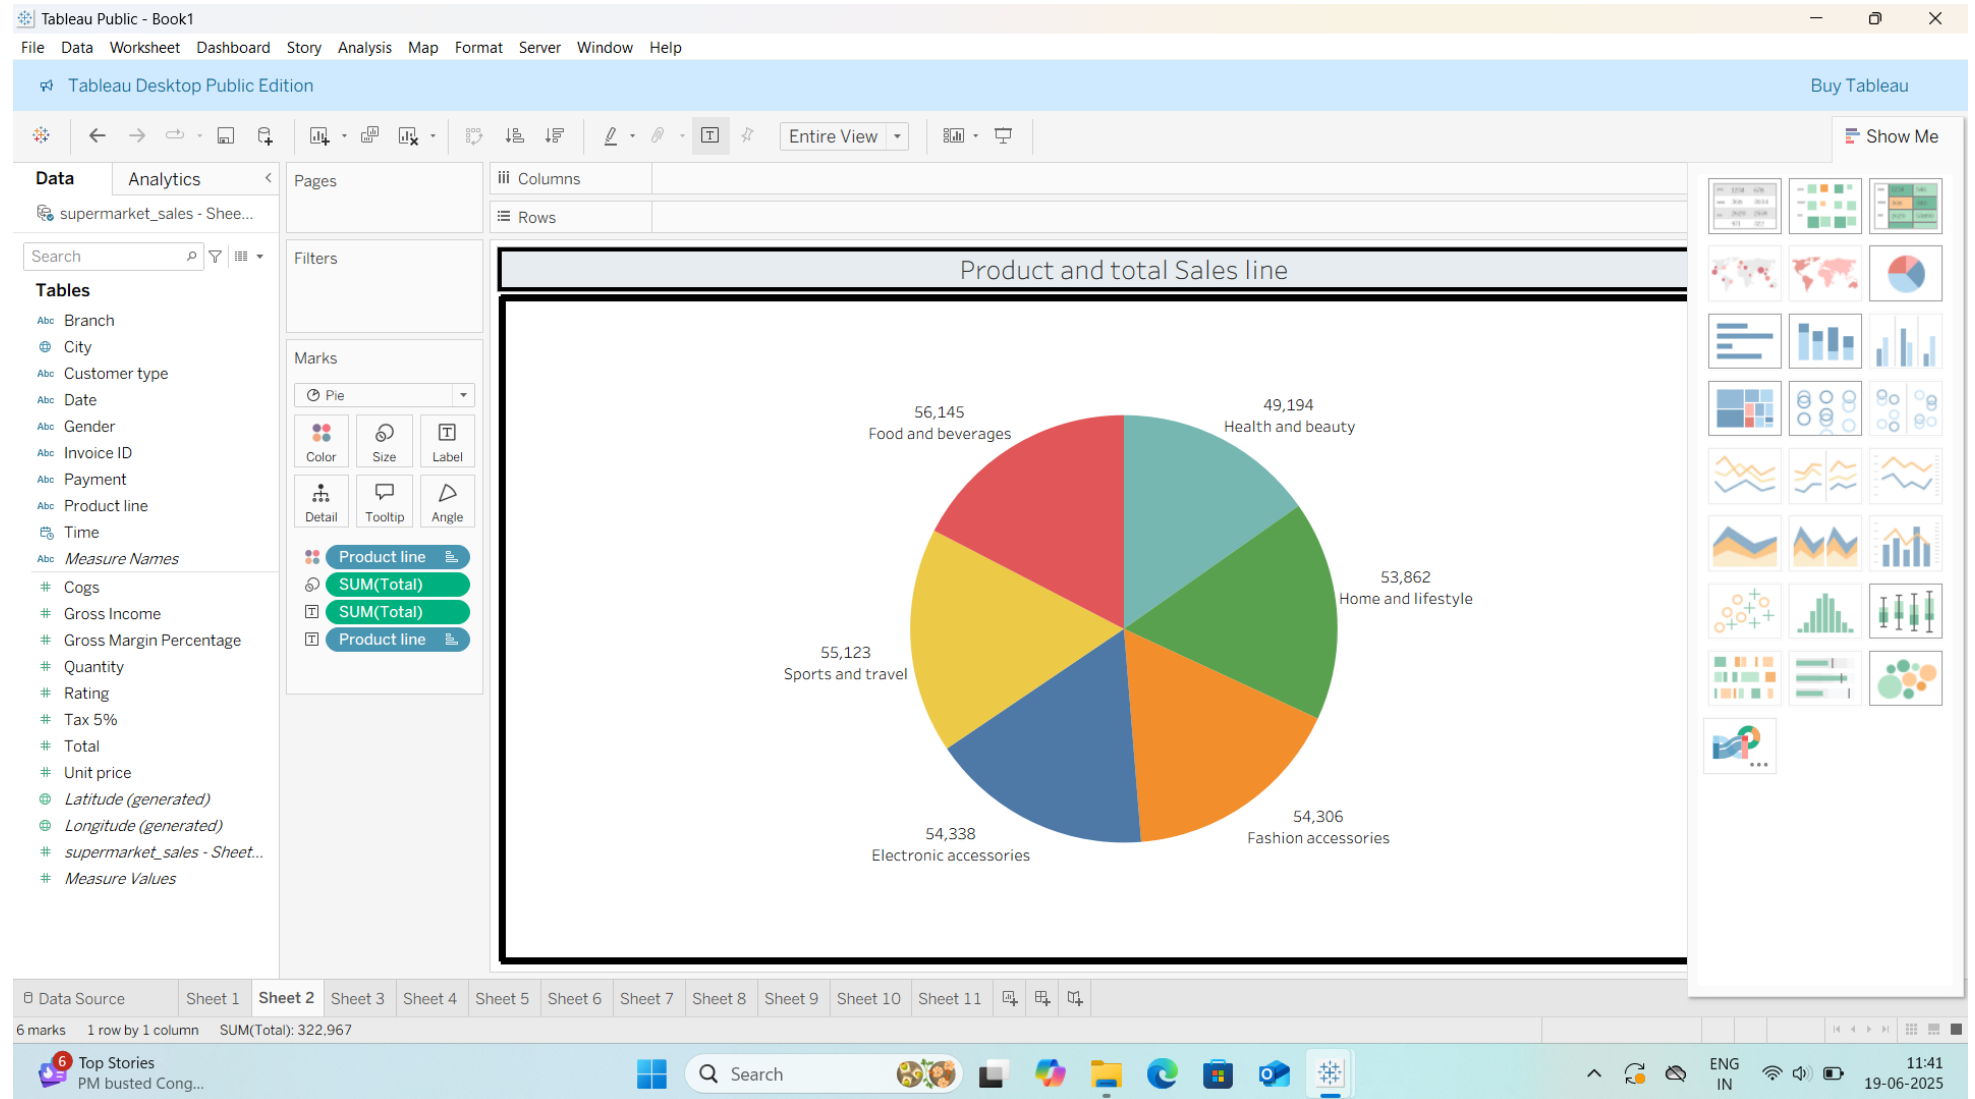 Tableau Public - Book1
File Data Worksheet Dashboard Story Analysis Map Format Server Window Help
Tableau Desktop Public Edition
Buy Tableau
Entire View
Show Me
Data
Analytics
supermarket_sales - Shee...
Search
Tables
Abc Branch
City
Abc Customer type
Abc Date
Abc Gender
Abc Invoice ID
Abc Payment
Abc Product line
Time
Abc Measure Names
# Cogs
# Gross Income
# Gross Margin Percentage
# Quantity
# Rating
# Tax 5%
# Total
# Unit price
Latitude (generated)
Longitude (generated)
# supermarket_sales - Sheet...
# Measure Values
Pages
Filters
Marks
Pie
Color Size Label
Detail Tooltip Angle
Product line
SUM(Total)
SUM(Total)
Product line
Columns
Rows
Product and total Sales line
56,145
Food and beverages
49,194
Health and beauty
53,862
Home and lifestyle
55,123
Sports and travel
54,338
Electronic accessories
54,306
Fashion accessories
Data Source Sheet 1 Sheet 2 Sheet 3 Sheet 4 Sheet 5 Sheet 6 Sheet 7 Sheet 8 Sheet 9 Sheet 10 Sheet 11
6 marks 1 row by 1 column SUM(Total): 322,967
6
Top Stories
PM busted Cong...
Search
ENG
IN
11:41
19-06-2025